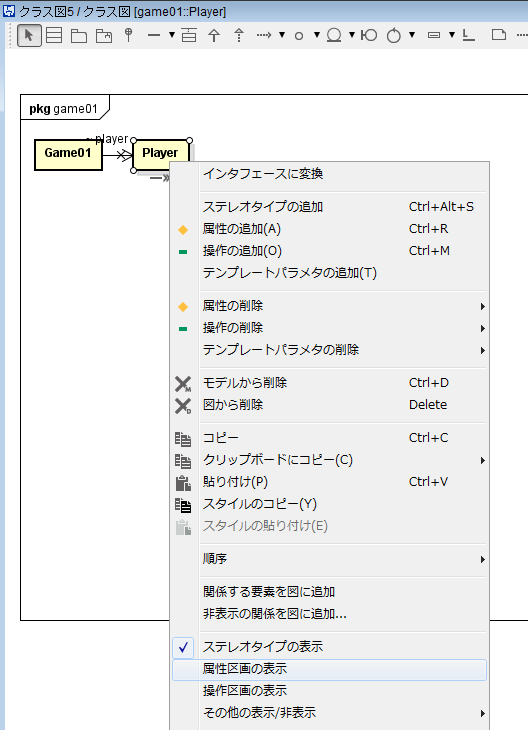 クラス図5 / クラス図 [game01::Player]
pkg game01
~ player
Game01
Player
インタフェースに変換
ステレオタイプの追加 Ctrl+Alt+S
属性の追加(A) Ctrl+R
操作の追加(O) Ctrl+M
テンプレートパラメタの追加(T)
属性の削除
操作の削除
テンプレートパラメタの削除
モデルから削除 Ctrl+D
図から削除 Delete
コピー Ctrl+C
クリップボードにコピー(C)
貼り付け(P) Ctrl+V
スタイルのコピー(Y)
スタイルの貼り付け(E)
順序
関係する要素を図に追加
非表示の関係を図に追加...
ステレオタイプの表示
属性区画の表示
操作区画の表示
その他の表示/非表示